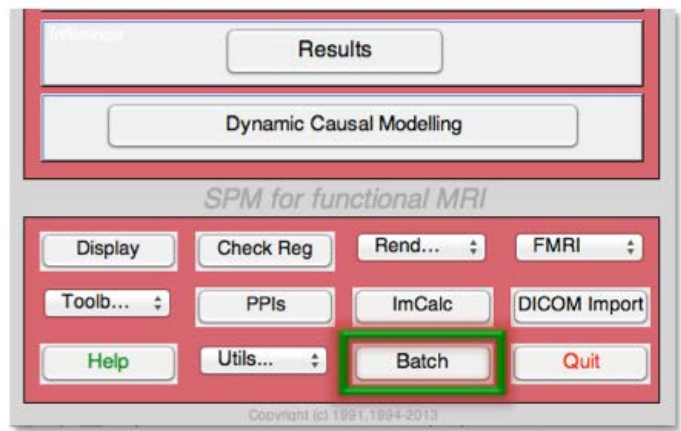 Inference
Results
Dynamic Causal Modelling
SPM for functional MRI
Display Check Reg Rend... FMRI
Toolb... PPIs ImCalc DICOM Import
Help Utils... Batch Quit
Copyright (c) 1991,1994-2013